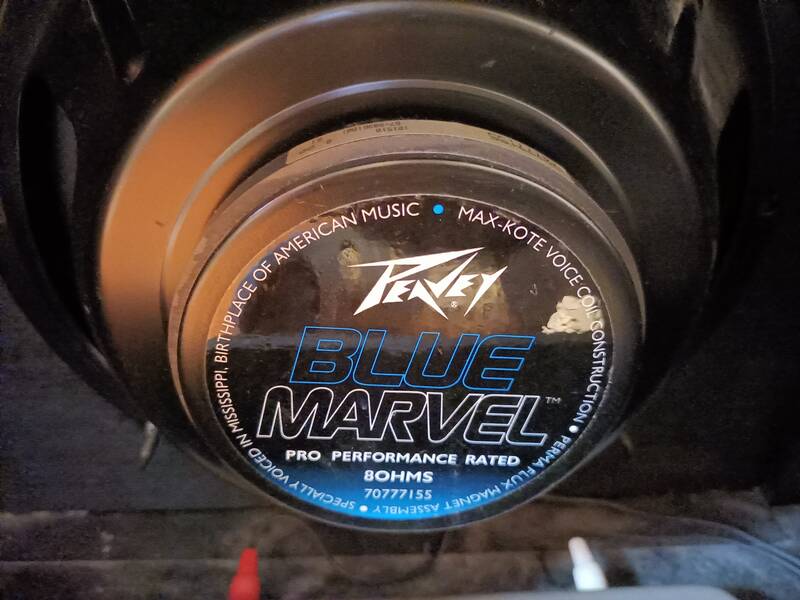 SPECIALLY VOICED IN MISSISSIPPI, BIRTHPLACE OF AMERICAN MUSIC • MAX-KOTE VOICE COIL CONSTRUCTION • PERMA FLUX MAGNET ASSEMBLY •
PEAVEY ®
BLUE
MARVEL™
PRO PERFORMANCE RATED
8OHMS
70777155